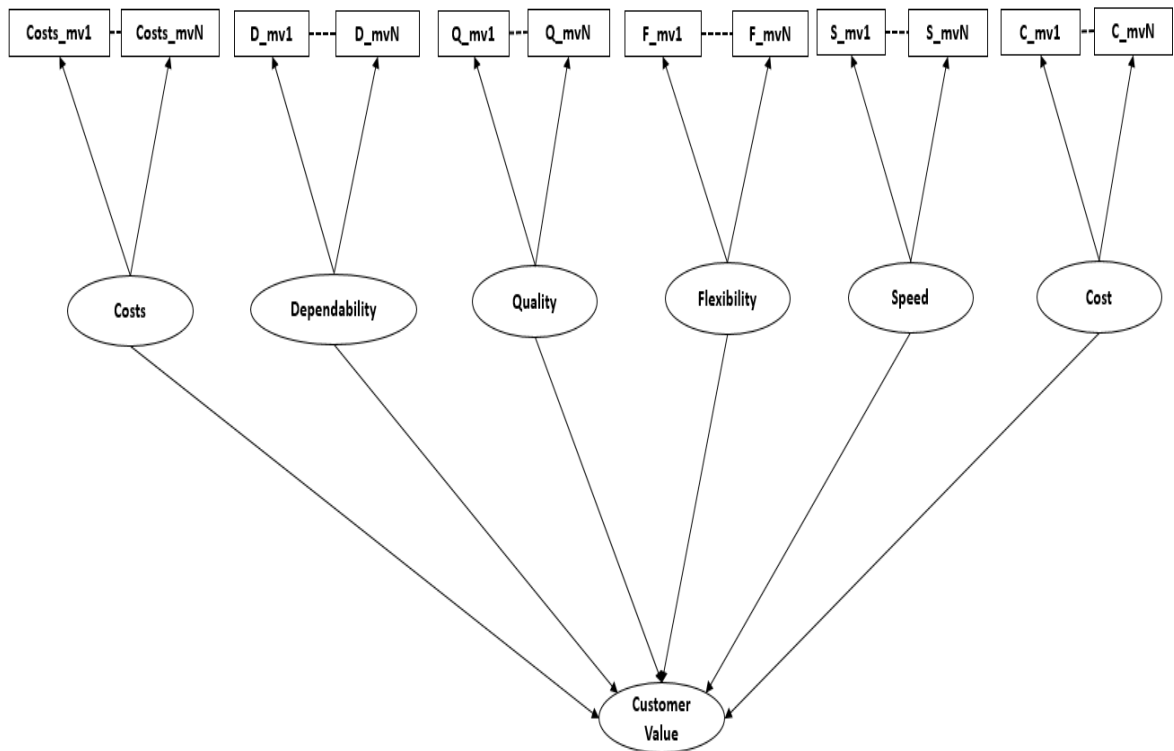 Costs_mv1 Costs_mvN D_mv1 D_mvN Q_mv1 Q_mvN F_mv1 F_mvN S_mv1 S_mvN C_mv1 C_mvN
Costs Dependability Quality Flexibility Speed Cost
Customer
Value